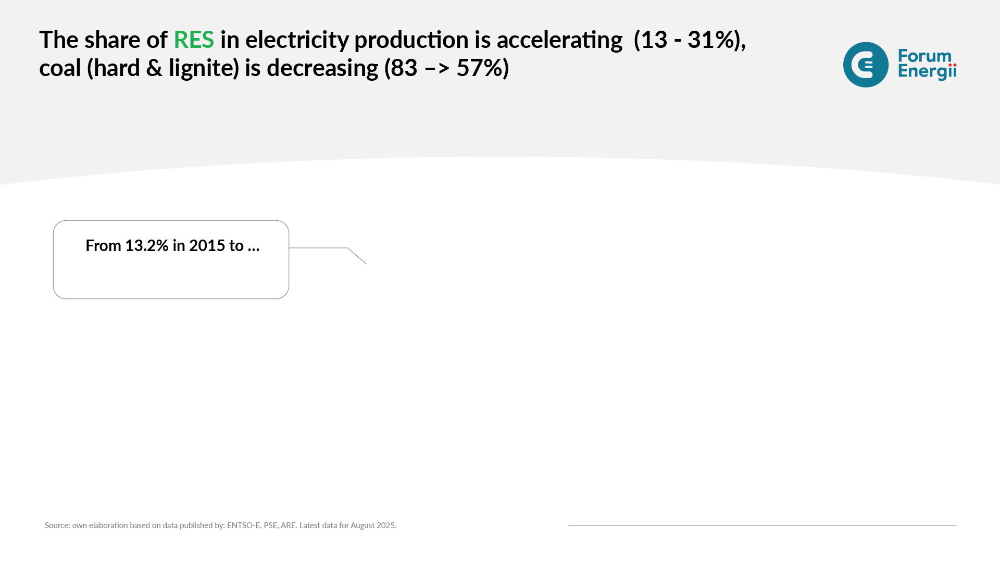 The share of RES in electricity production is accelerating (13 - 31%),
coal (hard & lignite) is decreasing (83 –> 57%)
Forum
Energii
From 13.2% in 2015 to ...
Source: own elaboration based on data published by: ENTSO-E, PSE, ARE. Latest data for August 2025.